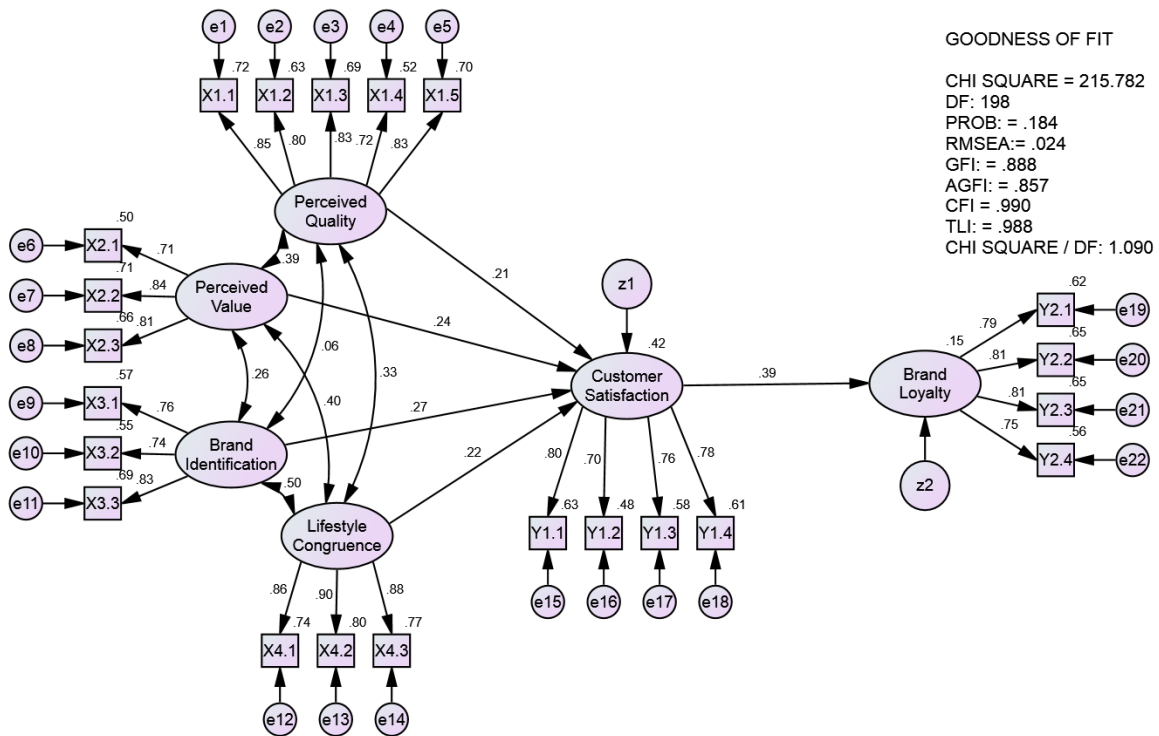 e1
e2
e3
e4
e5
GOODNESS OF FIT
.72
.63
.69
.52
.70
X1.1
X1.2
X1.3
X1.4
X1.5
CHI SQUARE = 215.782
DF: 198
PROB: = .184
RMSEA:= .024
GFI: = .888
AGFI: = .857
CFI = .990
TLI: = .988
CHI SQUARE / DF: 1.090
.85
.80
.83
.72
.83
Perceived
Quality
.50
e6
X2.1
.71
.71
e7
X2.2
.84
.66
e8
X2.3
.81
Perceived
Value
.39
.21
.24
.06
.33
.26
.40
.57
e9
X3.1
.76
.55
e10
X3.2
.74
.69
e11
X3.3
.83
Brand
Identification
.27
.50
.22
Lifestyle
Congruence
.86
.90
.88
.74
.80
.77
X4.1
X4.2
X4.3
e12
e13
e14
z1
.42
Customer
Satisfaction
.39
.80
.70
.76
.78
.63
.48
.58
.61
Y1.1
Y1.2
Y1.3
Y1.4
e15
e16
e17
e18
.15
Brand
Loyalty
z2
.79
.62
Y2.1
e19
.81
.65
Y2.2
e20
.81
.65
Y2.3
e21
.75
.56
Y2.4
e22